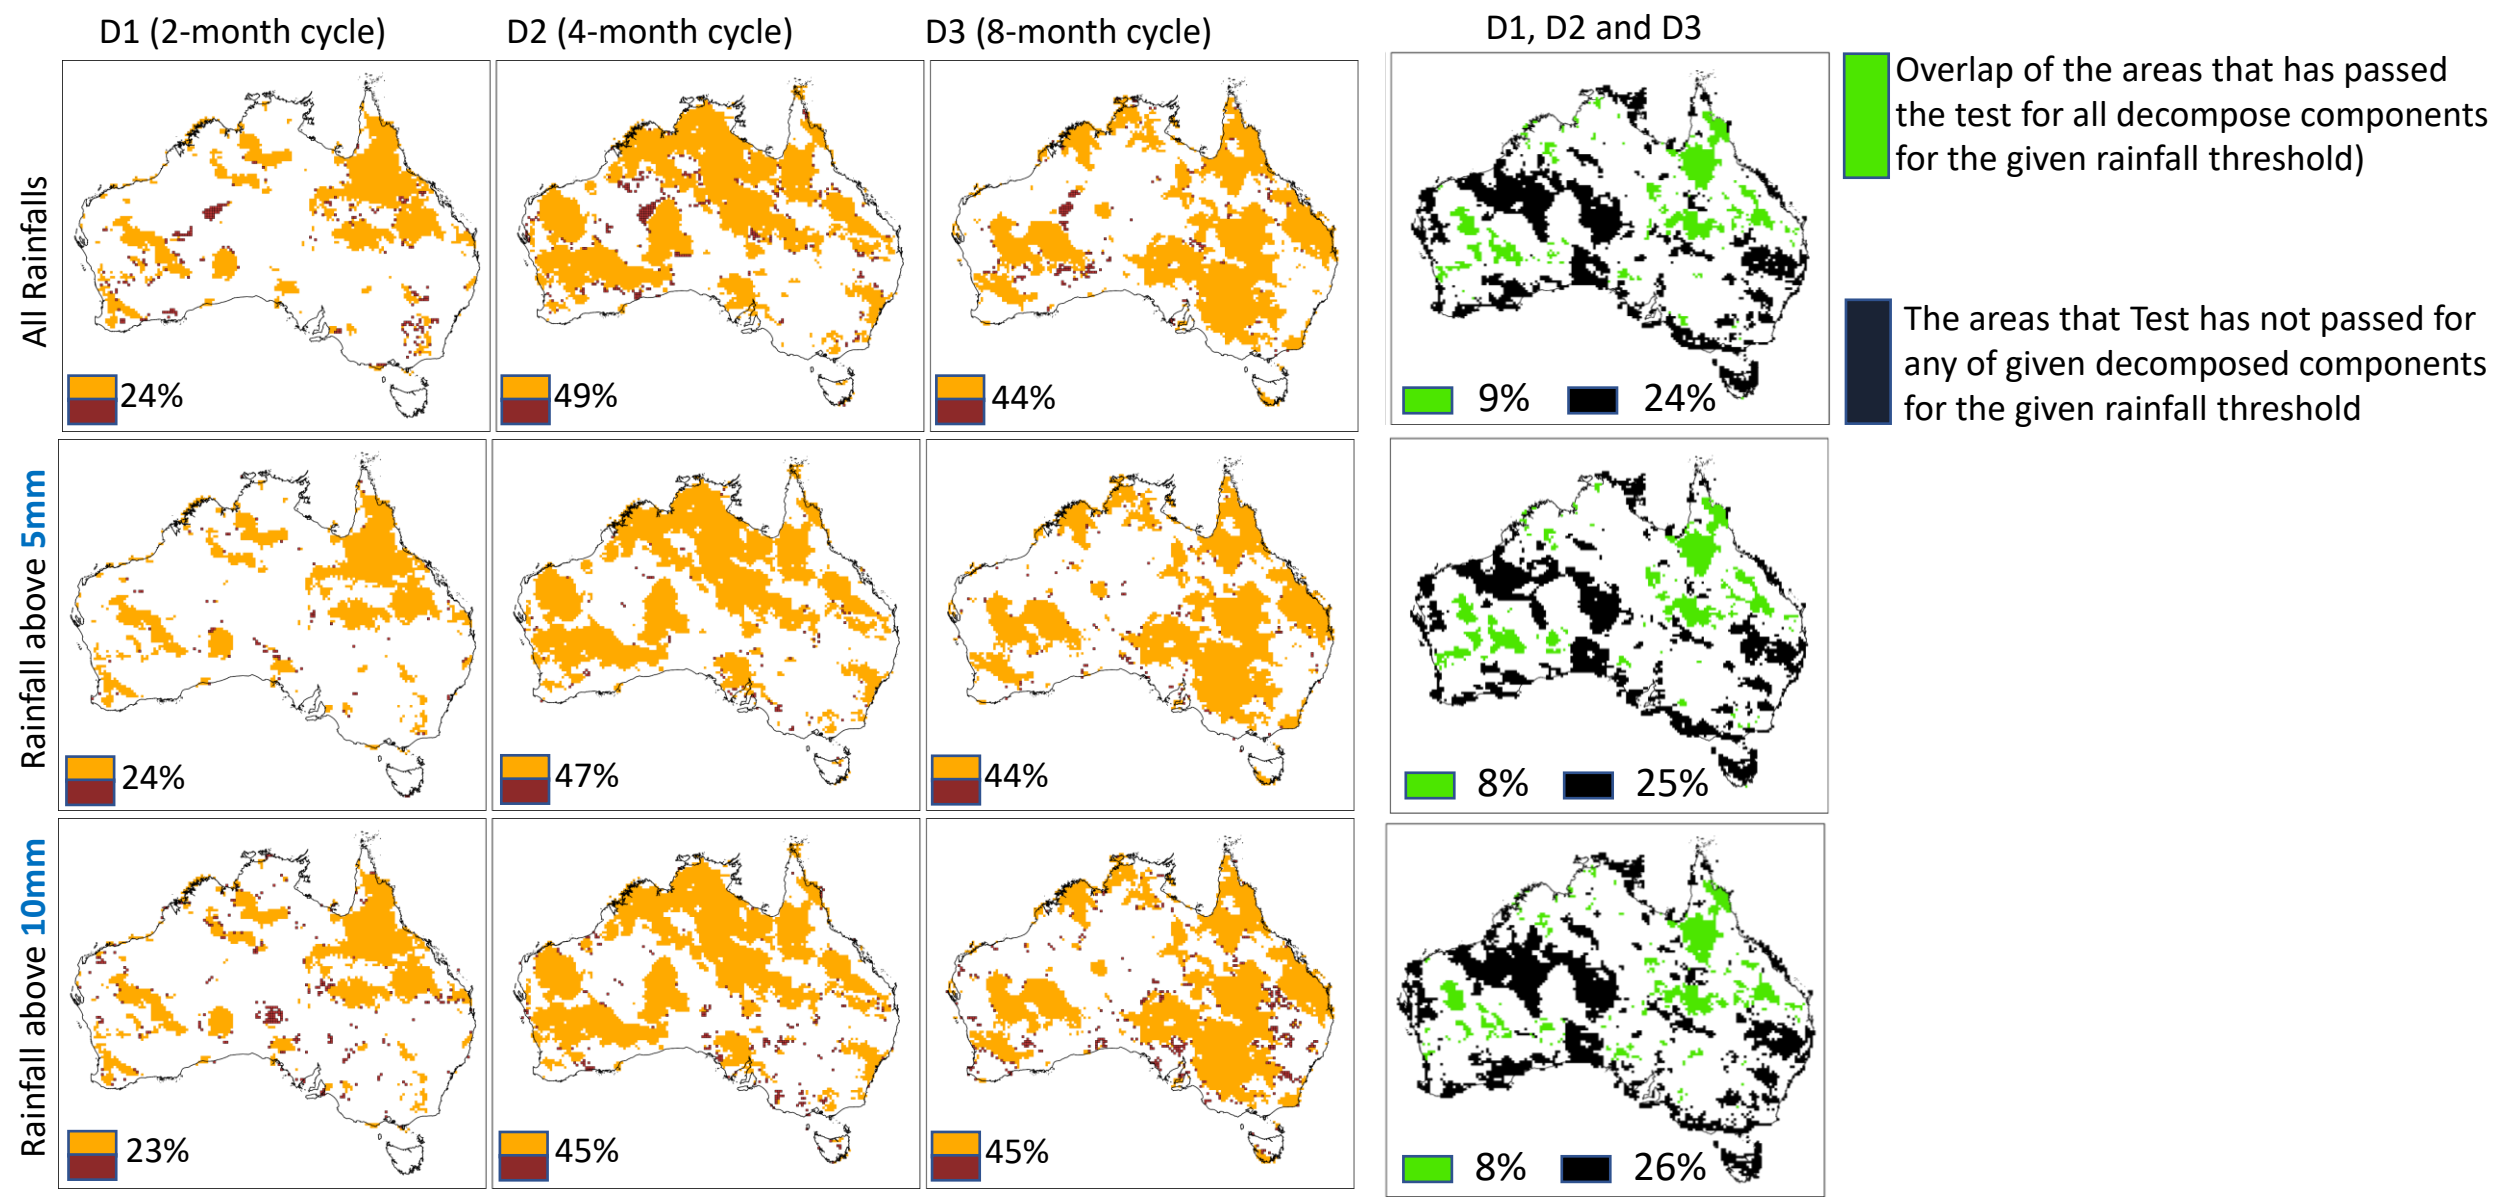 D1 (2-month cycle)
D2 (4-month cycle)
D3 (8-month cycle)
D1, D2 and D3
Overlap of the areas that has passed
the test for all decompose components
for the given rainfall threshold)
The areas that Test has not passed for
any of given decomposed components
for the given rainfall threshold
All Rainfalls
24%
49%
44%
9%
24%
Rainfall above 5mm
24%
47%
44%
8%
25%
Rainfall above 10mm
23%
45%
45%
8%
26%